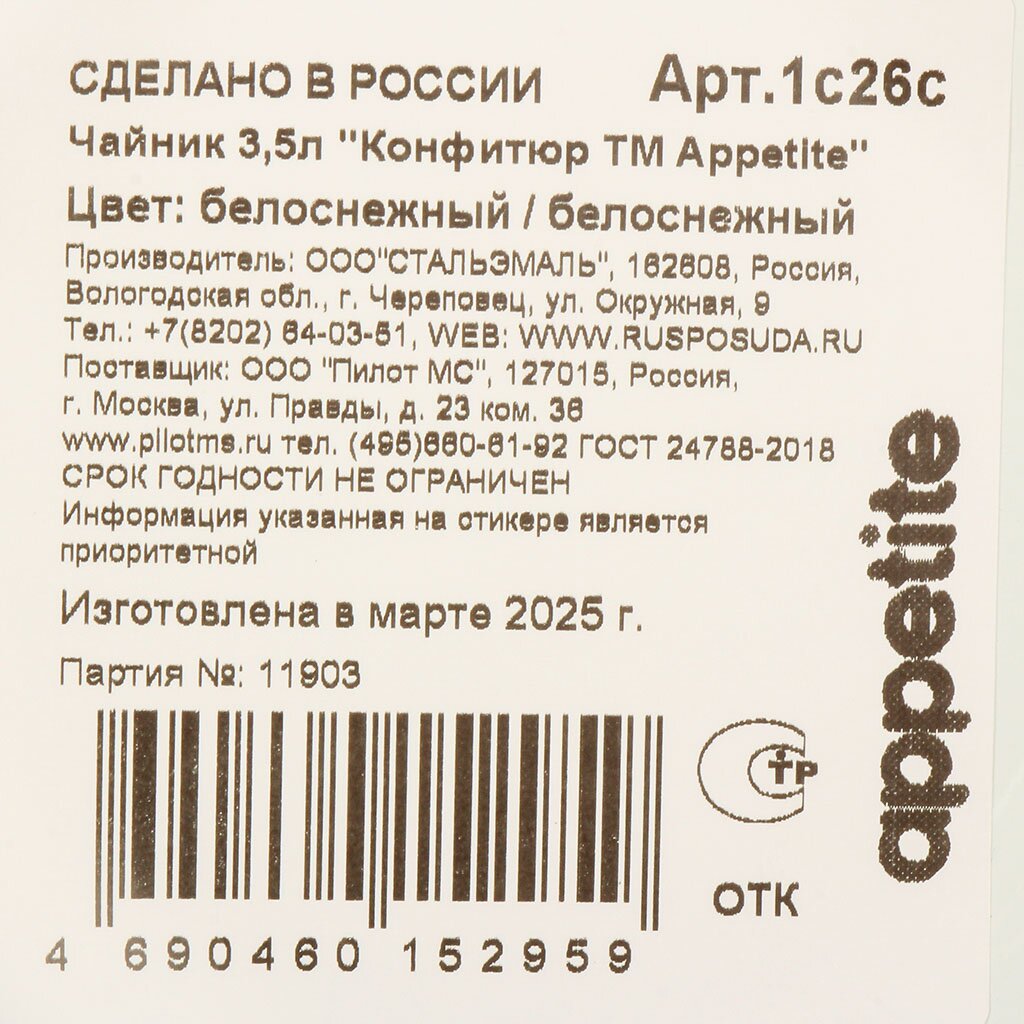 СДЕЛАНО В РОССИИ Арт.1с26с
Чайник 3,5л "Конфитюр ТМ Appetite"
Цвет: белоснежный / белоснежный
Производитель: ООО"СТАЛЬЭМАЛЬ", 162608, Россия,
Вологодская обл., г. Череповец, ул. Окружная, 9
Тел.: +7(8202) 64-03-51, WEB: WWW.RUSPOSUDA.RU
Поставщик: ООО "Пилот МС", 127015, Россия,
г. Москва, ул. Правды, д. 23 ком. 36
www.pilotms.ru тел. (495)660-61-92 ГОСТ 24788-2018
СРОК ГОДНОСТИ НЕ ОГРАНИЧЕН
Информация указанная на стикере является
приоритетной
Изготовлена в марте 2025 г.
Партия №: 11903
4 690460 152959
СТР
ОТК
appetite